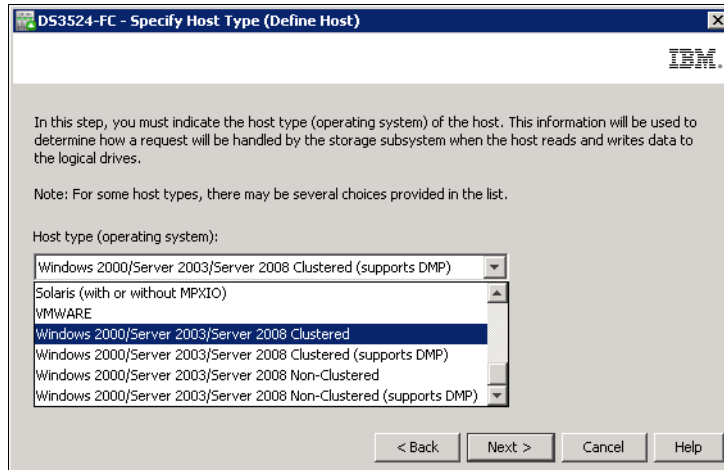 DS3524-FC - Specify Host Type (Define Host)
IBM.
In this step, you must indicate the host type (operating system) of the host. This information will be used to
determine how a request will be handled by the storage subsystem when the host reads and writes data to
the logical drives.
Note: For some host types, there may be several choices provided in the list.
Host type (operating system):
Windows 2000/Server 2003/Server 2008 Clustered (supports DMP)
Solaris (with or without MPXIO)
VMWARE
Windows 2000/Server 2003/Server 2008 Clustered
Windows 2000/Server 2003/Server 2008 Clustered (supports DMP)
Windows 2000/Server 2003/Server 2008 Non-Clustered
Windows 2000/Server 2003/Server 2008 Non-Clustered (supports DMP)
< Back Next > Cancel Help